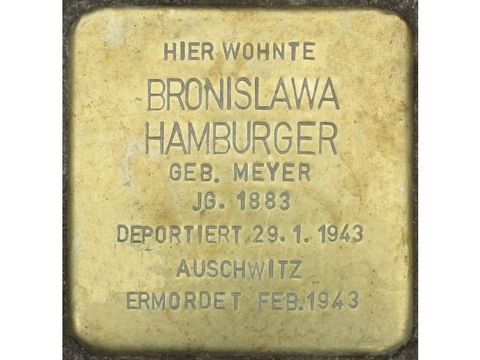 HIER WOHNTE
BRONISLAWA
HAMBURGER
GEB. MEYER
JG. 1883
DEPORTIERT 29.1.1943
AUSCHWITZ
ERMORDET FEB.1943